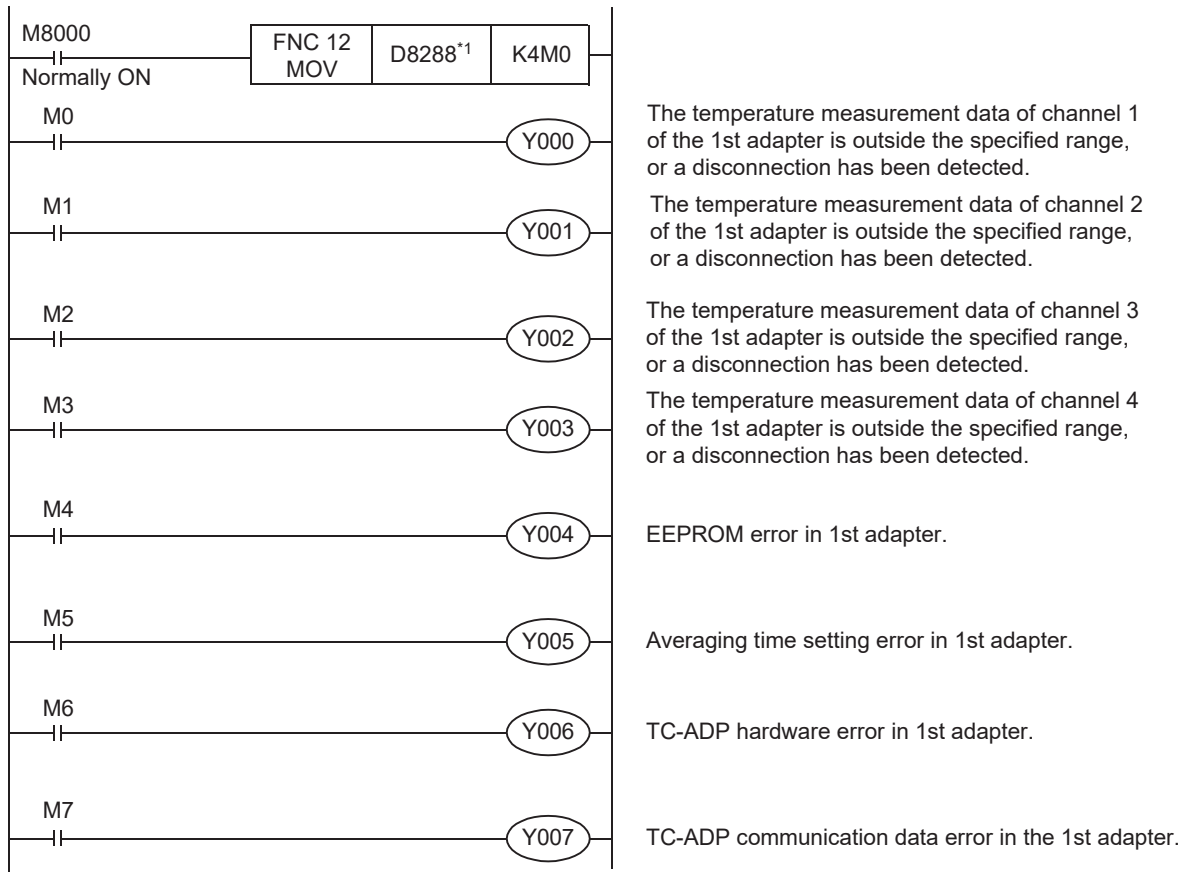 M8000
FNC 12
MOV
D8288*1
K4M0
Normally ON
M0
Y000
The temperature measurement data of channel 1
of the 1st adapter is outside the specified range,
or a disconnection has been detected.
M1
Y001
The temperature measurement data of channel 2
of the 1st adapter is outside the specified range,
or a disconnection has been detected.
M2
Y002
The temperature measurement data of channel 3
of the 1st adapter is outside the specified range,
or a disconnection has been detected.
M3
Y003
The temperature measurement data of channel 4
of the 1st adapter is outside the specified range,
or a disconnection has been detected.
M4
Y004
EEPROM error in 1st adapter.
M5
Y005
Averaging time setting error in 1st adapter.
M6
Y006
TC-ADP hardware error in 1st adapter.
M7
Y007
TC-ADP communication data error in the 1st adapter.